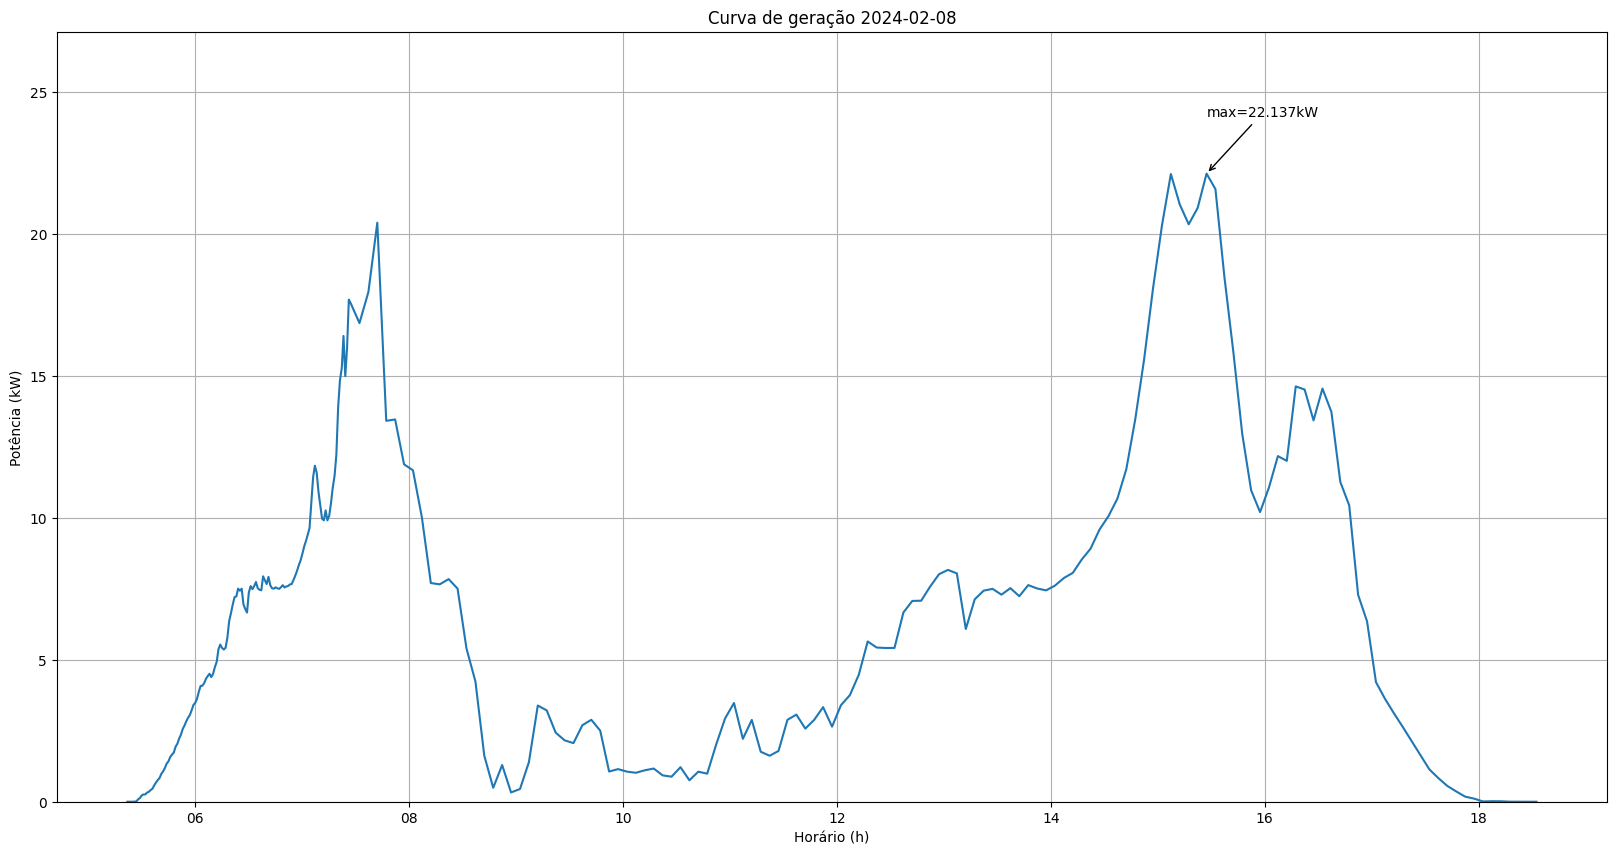 Curva de geração 2024-02-08
25
max=22.137kW
20
15
Potência (kW)
10
5
0
06 08 10 12 14 16 18
Horário (h)